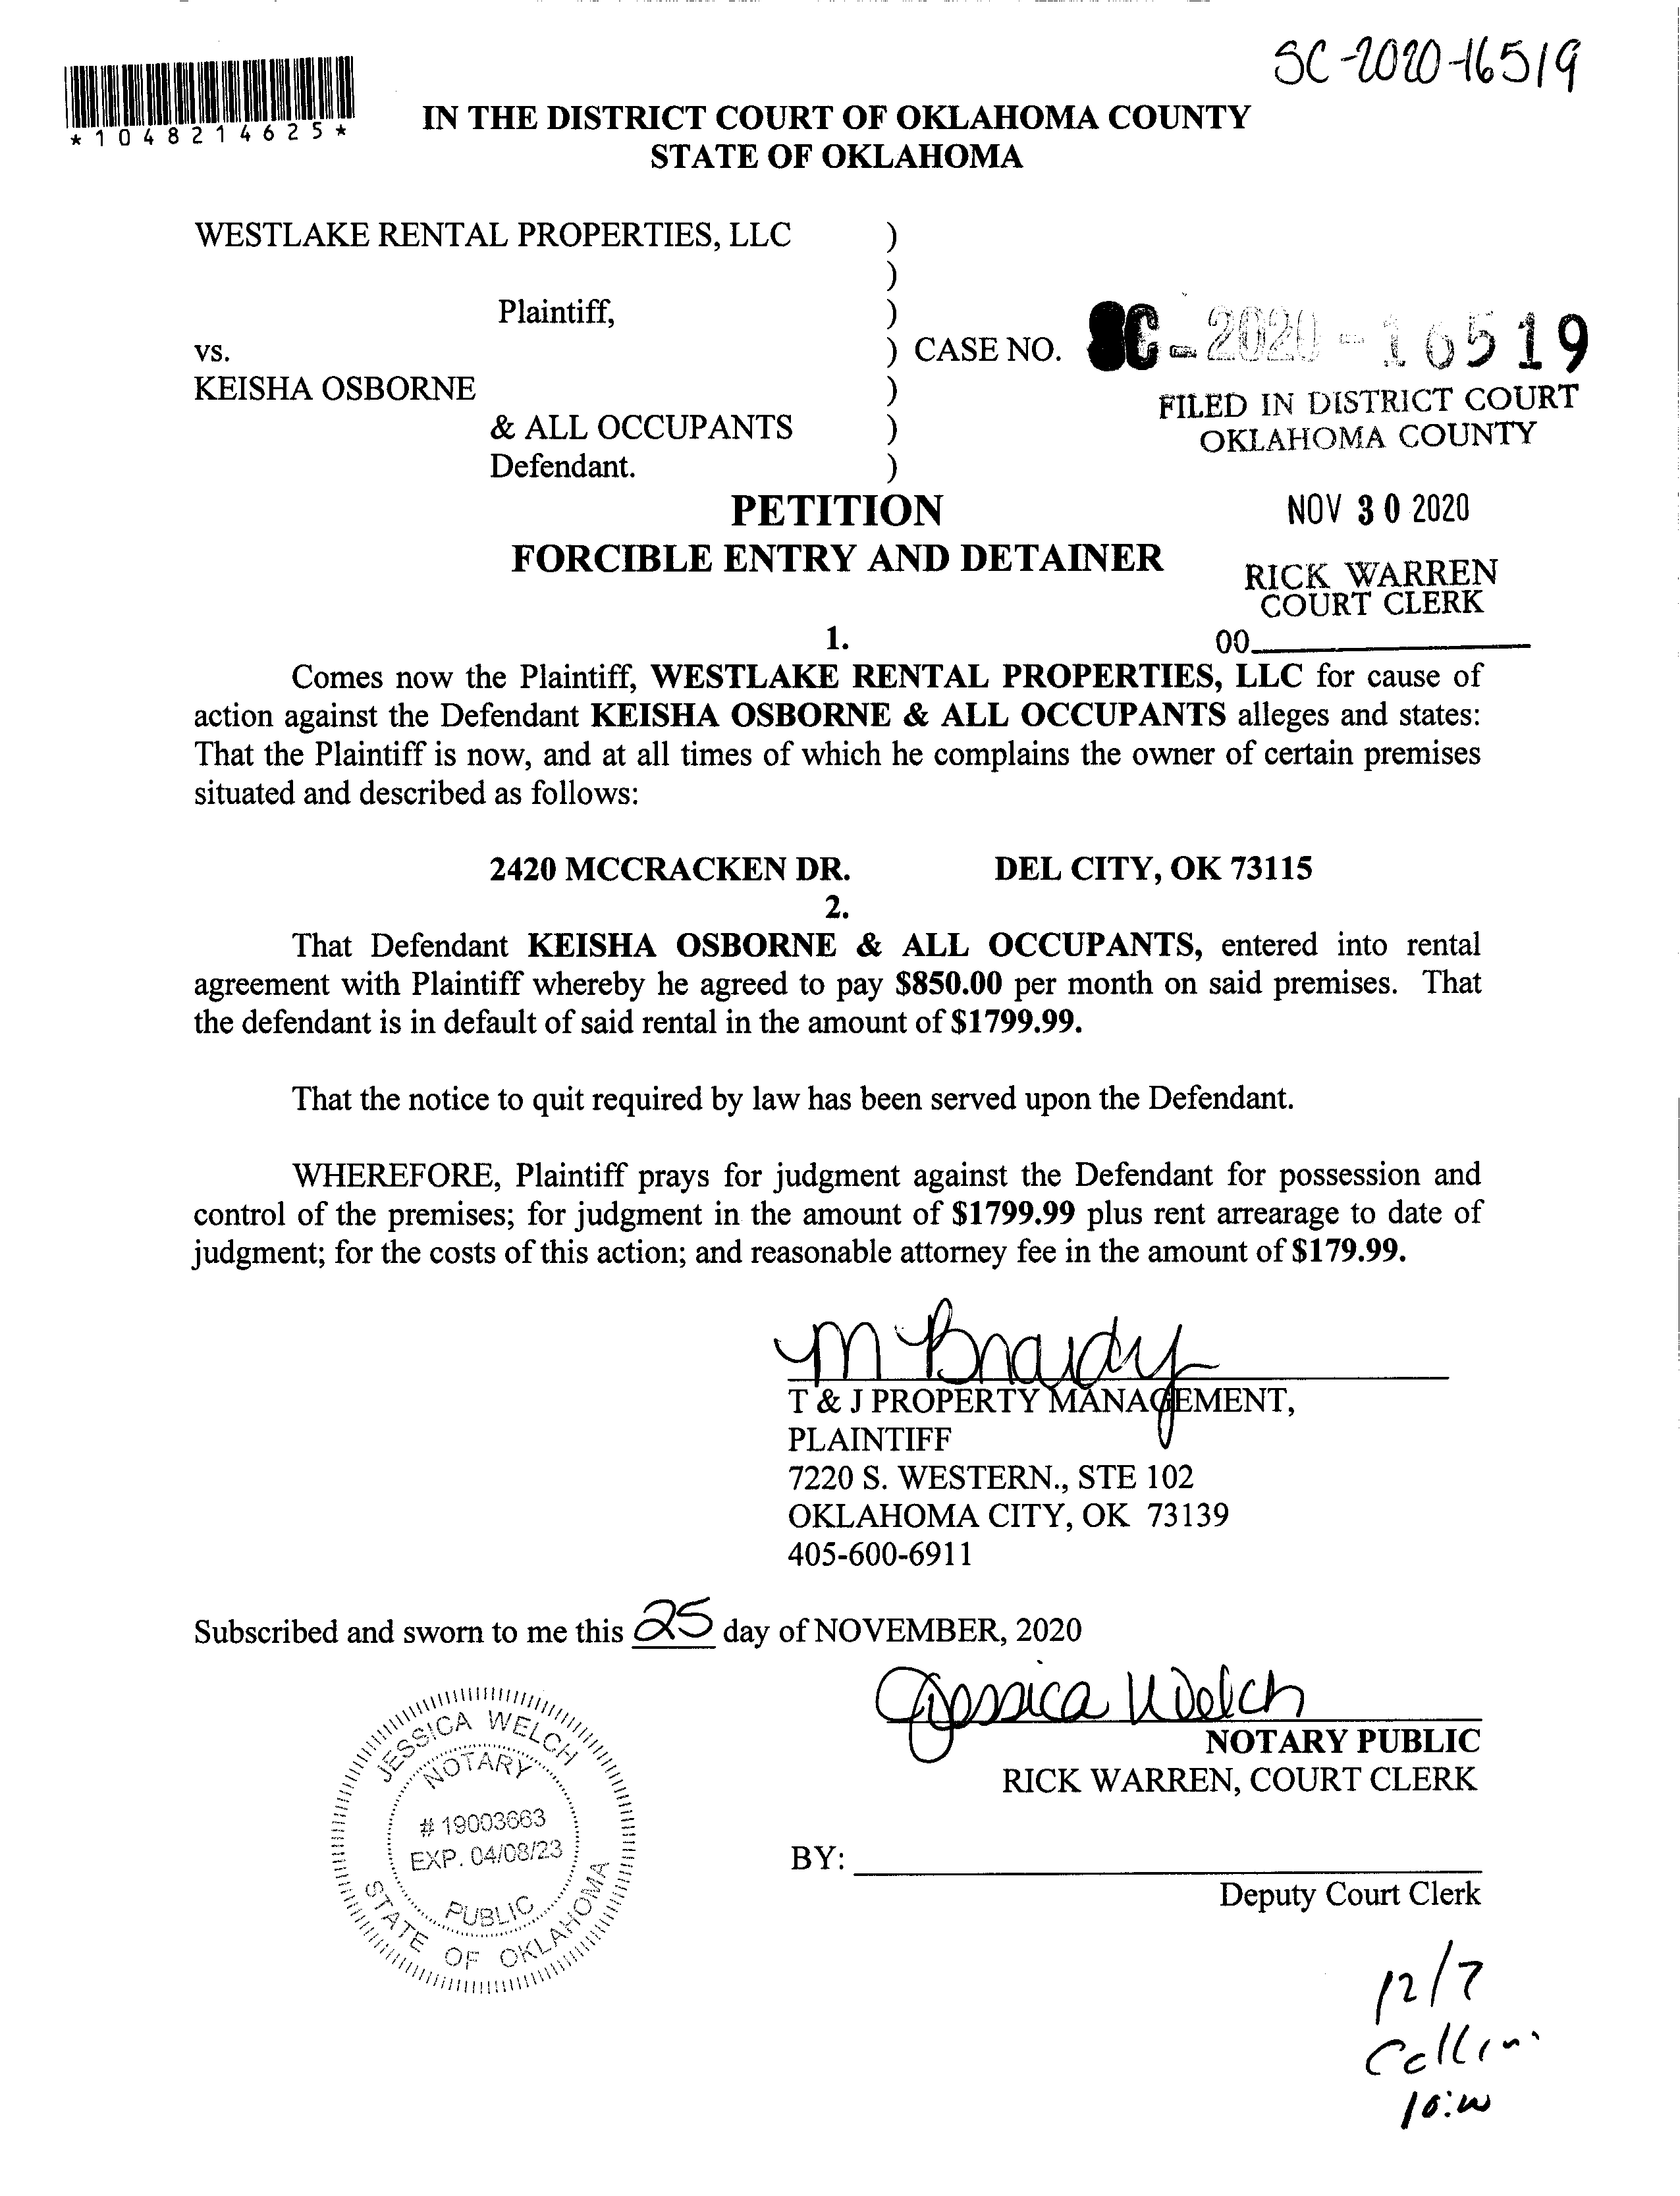 SC-2020-16519
*1048214625*
IN THE DISTRICT COURT OF OKLAHOMA COUNTY
STATE OF OKLAHOMA
WESTLAKE RENTAL PROPERTIES, LLC )
)
Plaintiff, )
vs. ) CASE NO. SC-2020-16519
KEISHA OSBORNE )
& ALL OCCUPANTS )
Defendant. )
FILED IN DISTRICT COURT
OKLAHOMA COUNTY
NOV 30 2020
RICK WARREN
COURT CLERK
00
PETITION
FORCIBLE ENTRY AND DETAINER
1.
Comes now the Plaintiff, WESTLAKE RENTAL PROPERTIES, LLC for cause of
action against the Defendant KEISHA OSBORNE & ALL OCCUPANTS alleges and states:
That the Plaintiff is now, and at all times of which he complains the owner of certain premises
situated and described as follows:
2420 MCCRACKEN DR. DEL CITY, OK 73115
2.
That Defendant KEISHA OSBORNE & ALL OCCUPANTS, entered into rental
agreement with Plaintiff whereby he agreed to pay $850.00 per month on said premises. That
the defendant is in default of said rental in the amount of $1799.99.
That the notice to quit required by law has been served upon the Defendant.
WHEREFORE, Plaintiff prays for judgment against the Defendant for possession and
control of the premises; for judgment in the amount of $1799.99 plus rent arrearage to date of
judgment; for the costs of this action; and reasonable attorney fee in the amount of $179.99.
T & J PROPERTY MANAGEMENT,
PLAINTIFF
7220 S. WESTERN., STE 102
OKLAHOMA CITY, OK 73139
405-600-6911
Subscribed and sworn to me this 25 day of NOVEMBER, 2020
Jessica Welch
NOTARY PUBLIC
RICK WARREN, COURT CLERK
JESSICA WELCH
NOTARY
# 19003663
EXP. 04/08/23
PUBLIC
STATE OF OKLAHOMA
BY:
Deputy Court Clerk
12/7